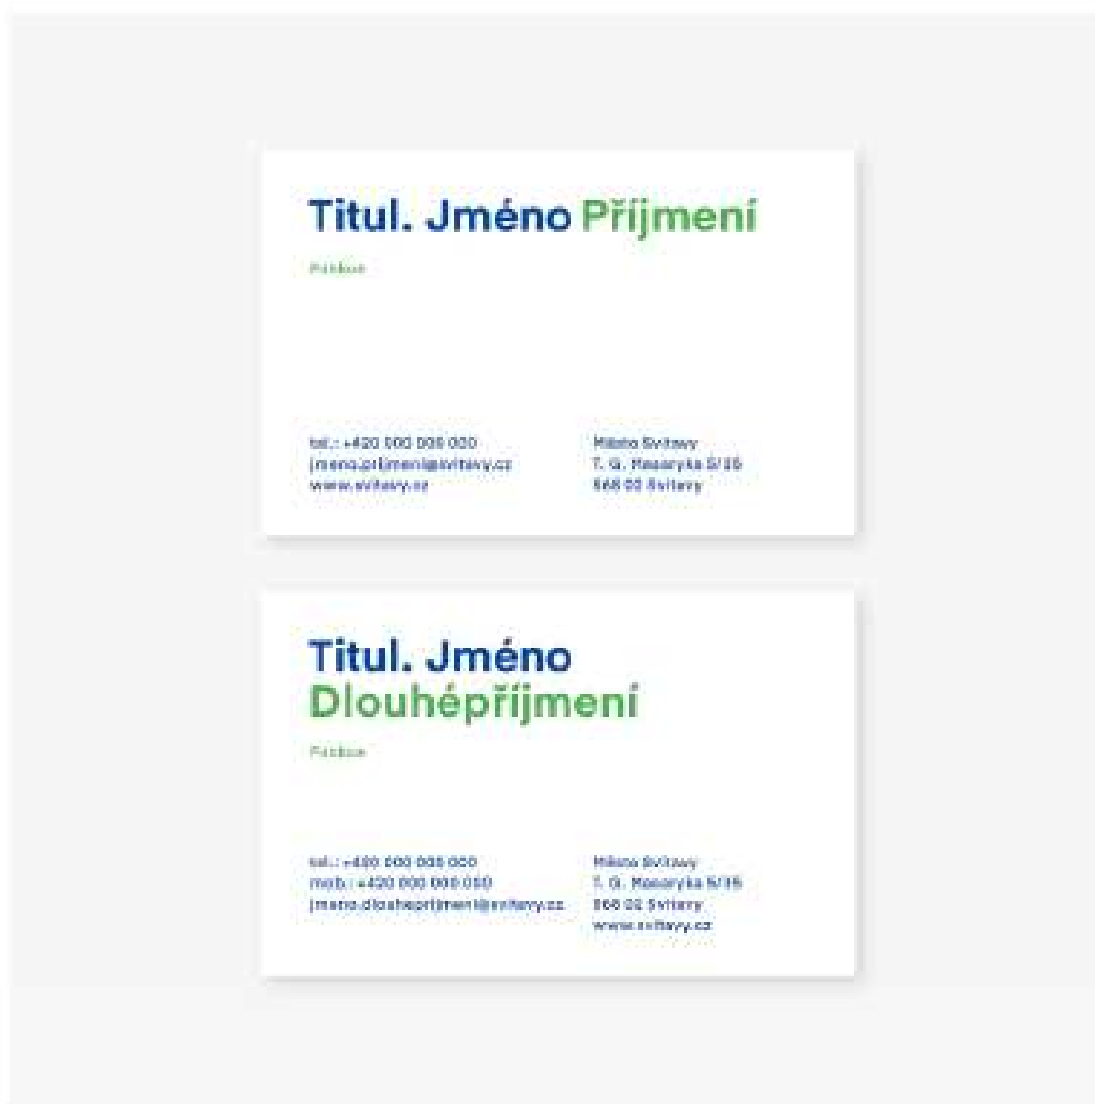 Titul. Jméno Příjmení
Funkce
tel.: +420 000 000 000
jmeno.prijmeni@svitavy.cz
www.svitavy.cz
Město Svitavy
T. G. Masaryka 5/35
568 02 Svitavy
Titul. Jméno
Dlouhépříjmení
Funkce
tel.: +420 000 000 000
mob.: +420 000 000 000
jmeno.dlouheprijmeni@svitavy.cz
Město Svitavy
T. G. Masaryka 5/35
568 02 Svitavy
www.svitavy.cz